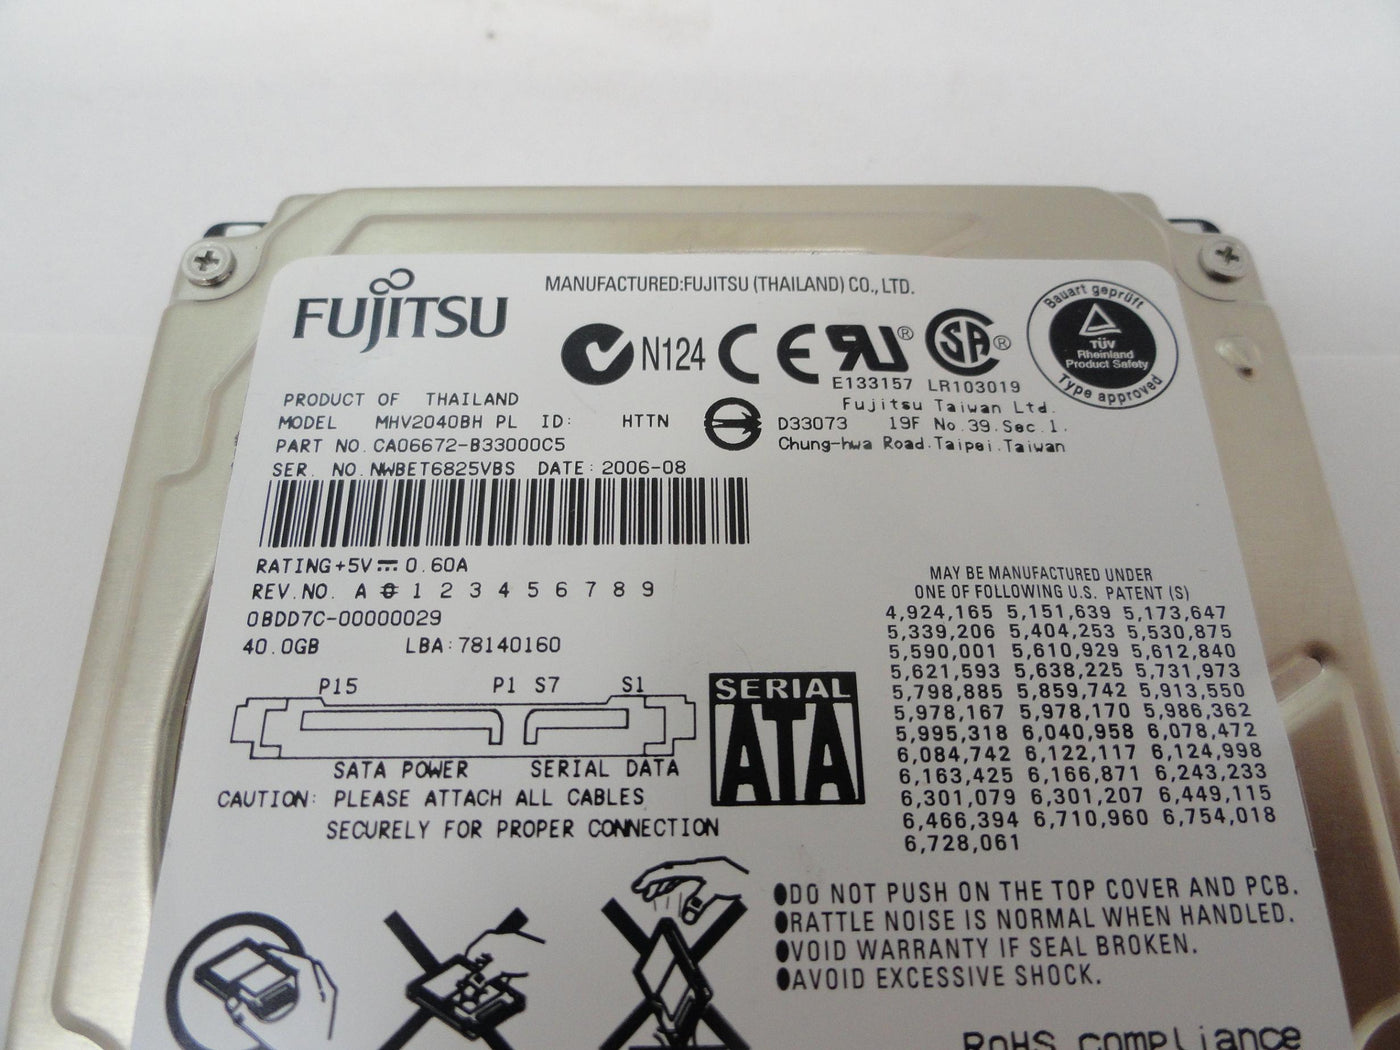 FUJITSU
MANUFACTURED:FUJITSU (THAILAND) CO., LTD.
N124 CE RU® SA®
E133157 LR103019
Bauart geprüft
TÜV
Rheinland
Product Safety
Type approved
PRODUCT OF THAILAND
MODEL MHV2040BH PL ID: HTTN
PART NO. CA06672-B33000C5
SER. NO. NWBET6825VBS DATE: 2006-08
Fujitsu Taiwan Ltd.
D33073 19F No.39.Sec.1.
Chung-hwa Road.Taipei.Taiwan
RATING+5V⎓ 0.60A
REV.NO. A 0 1 2 3 4 5 6 7 8 9
0BDD7C-00000029
40.0GB LBA:78140160
P15 P1 S7 S1
SATA POWER SERIAL DATA
SERIAL
ATA
CAUTION: PLEASE ATTACH ALL CABLES
SECURELY FOR PROPER CONNECTION
MAY BE MANUFACTURED UNDER
ONE OF FOLLOWING U.S. PATENT (S)
4,924,165 5,151,639 5,173,647
5,339,206 5,404,253 5,530,875
5,590,001 5,610,929 5,612,840
5,621,593 5,638,225 5,731,973
5,798,885 5,859,742 5,913,550
5,978,167 5,978,170 5,986,362
5,995,318 6,040,958 6,078,472
6,084,742 6,122,117 6,124,998
6,163,425 6,166,871 6,243,233
6,301,079 6,301,207 6,449,115
6,466,394 6,710,960 6,754,018
6,728,061
●DO NOT PUSH ON THE TOP COVER AND PCB.
●RATTLE NOISE IS NORMAL WHEN HANDLED.
●VOID WARRANTY IF SEAL BROKEN.
●AVOID EXCESSIVE SHOCK.
RoHS compliance